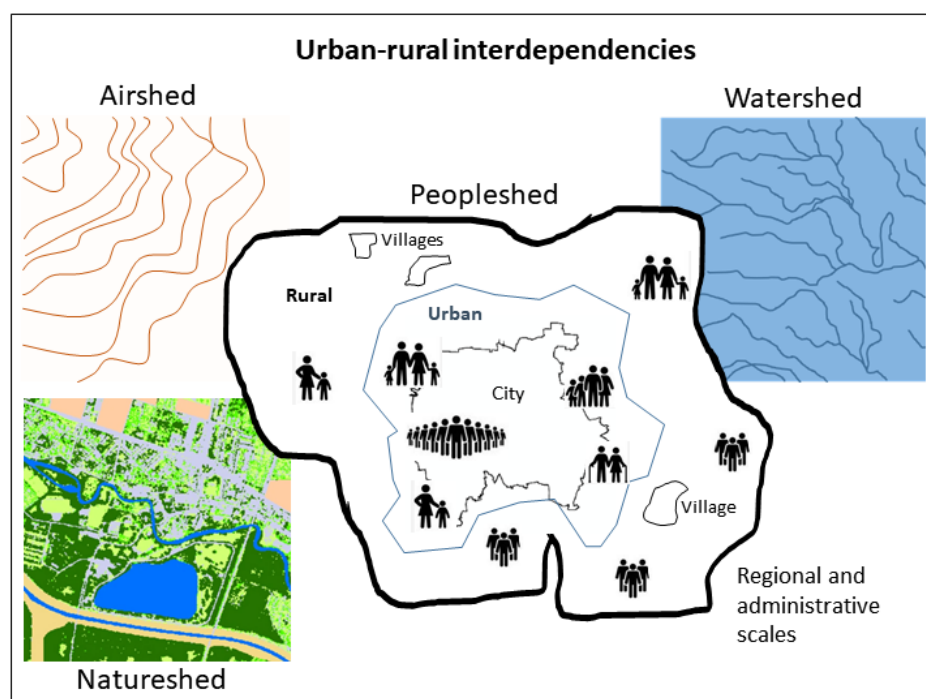 Urban-rural interdependencies
Airshed
Watershed
Peopleshed
Villages
Rural
Urban
City
Village
Regional and
administrative
scales
Natureshed